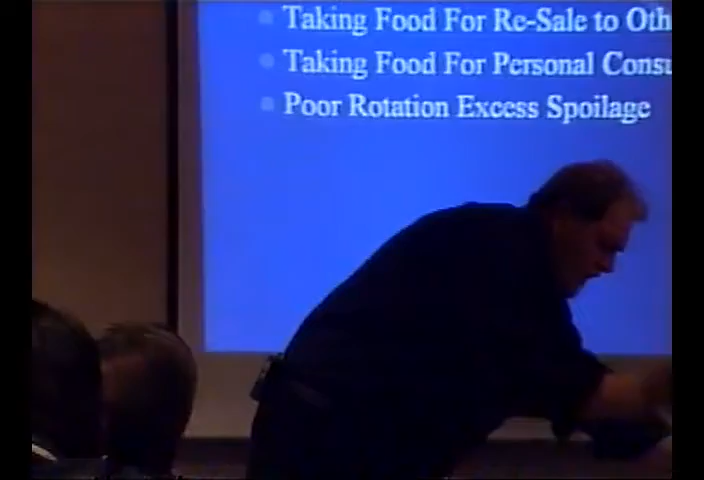 Taking Food For Re-Sale to Oth
Taking Food For Personal Consu
Poor Rotation Excess Spoilage